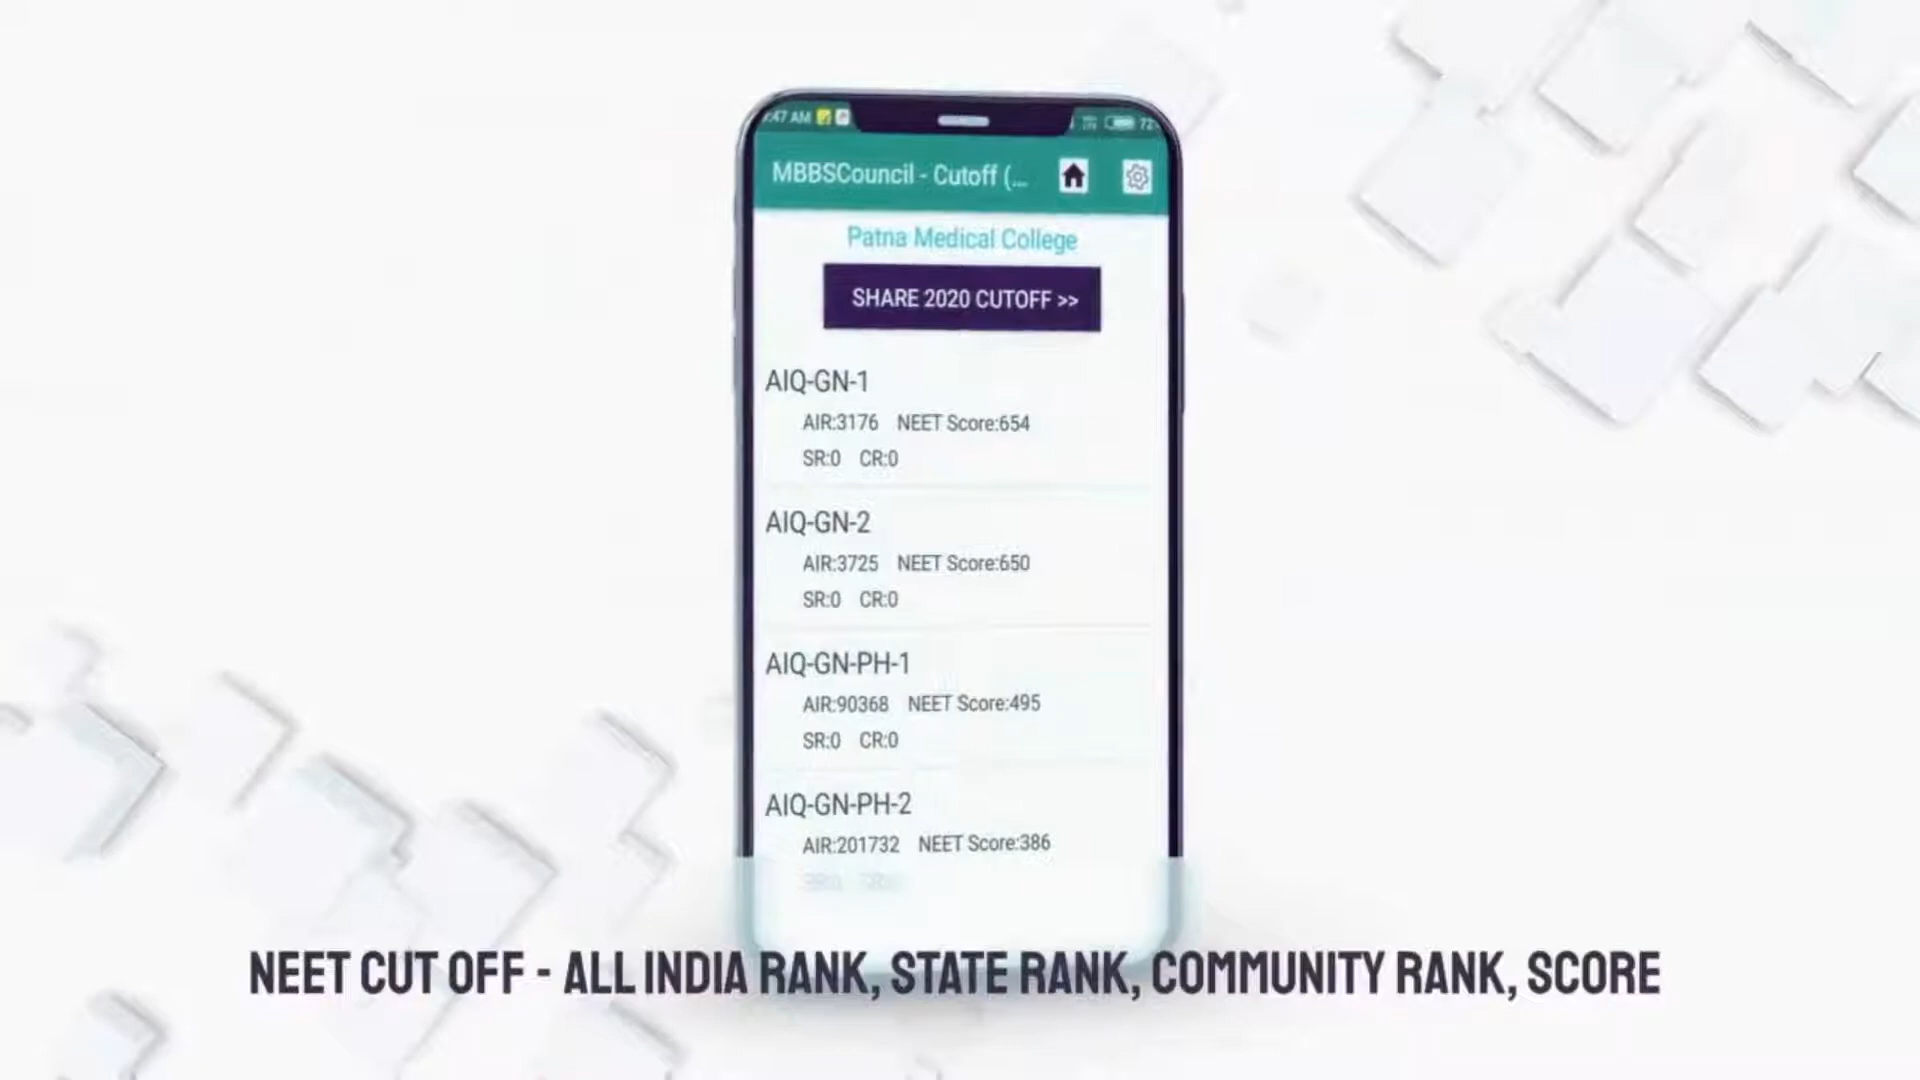 :47 AM 72
MBBSCouncil - Cutoff (...
Patna Medical College
SHARE 2020 CUTOFF >>
AIQ-GN-1
AIR:3176 NEET Score:654
SR:0 CR:0
AIQ-GN-2
AIR:3725 NEET Score:650
SR:0 CR:0
AIQ-GN-PH-1
AIR:90368 NEET Score:495
SR:0 CR:0
AIQ-GN-PH-2
AIR:201732 NEET Score:386
NEET CUT OFF - ALL INDIA RANK, STATE RANK, COMMUNITY RANK, SCORE